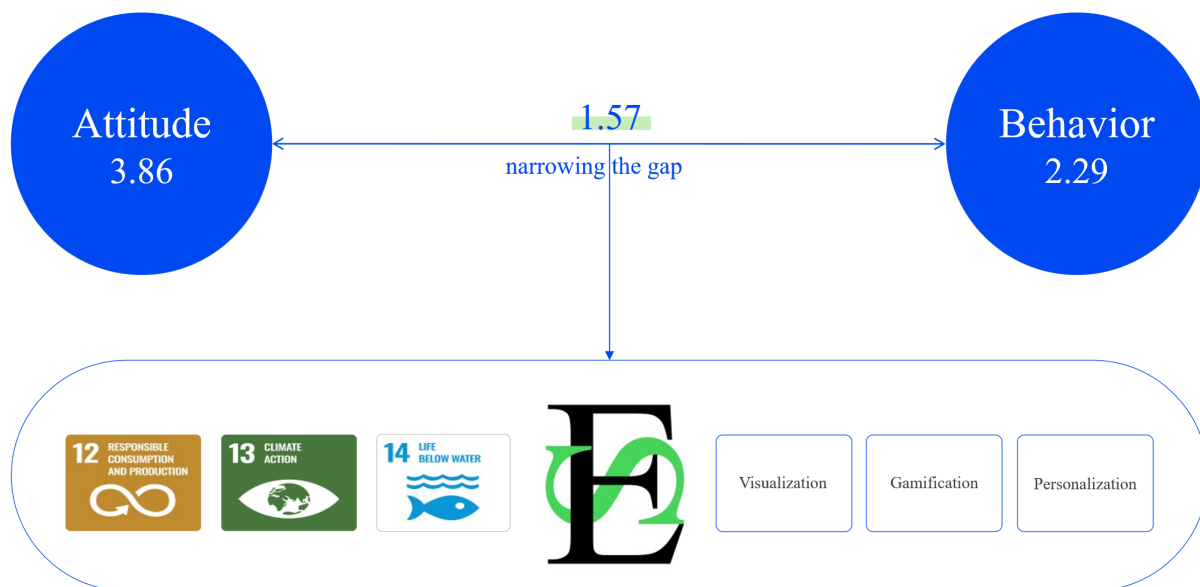 Attitude
3.86
1.57
narrowing the gap
Behavior
2.29
12 RESPONSIBLE
CONSUMPTION
AND PRODUCTION
13 CLIMATE
ACTION
14 LIFE
BELOW WATER
E
S
Visualization
Gamification
Personalization